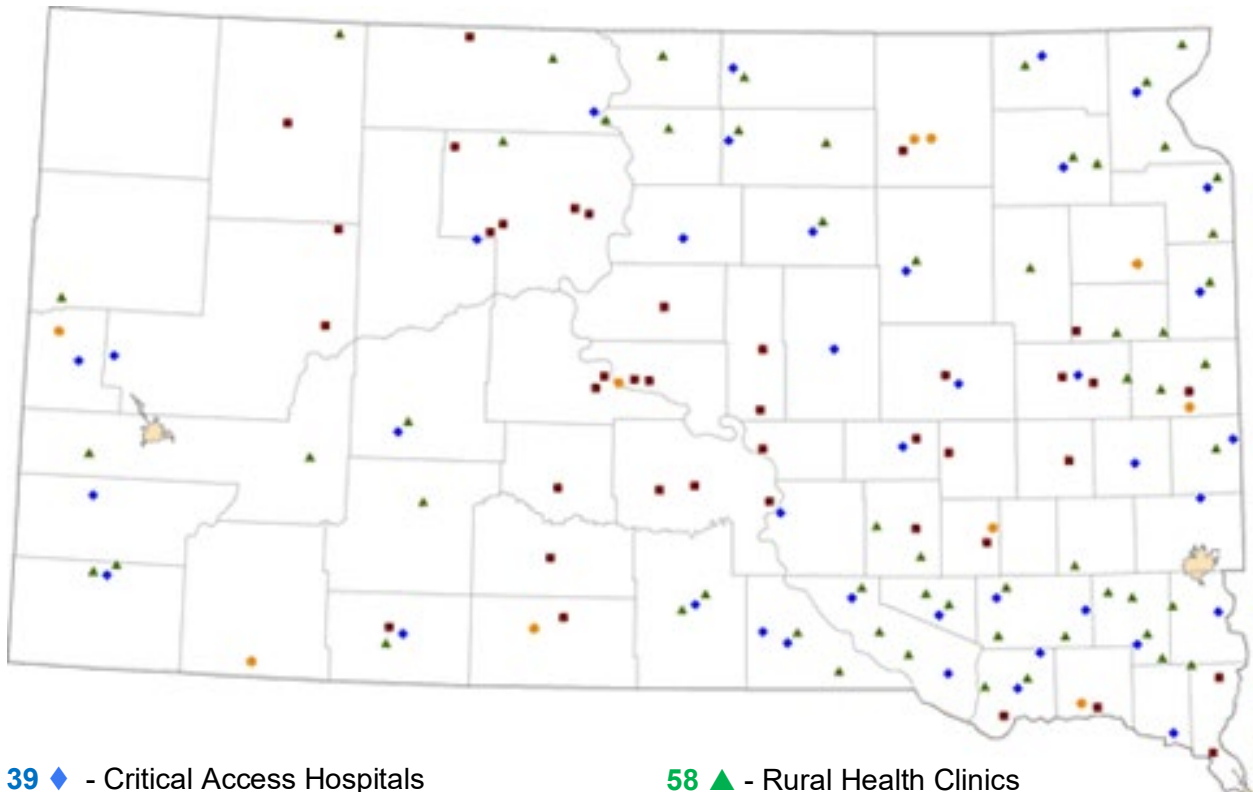 39 ♦ - Critical Access Hospitals
58 ▲ - Rural Health Clinics